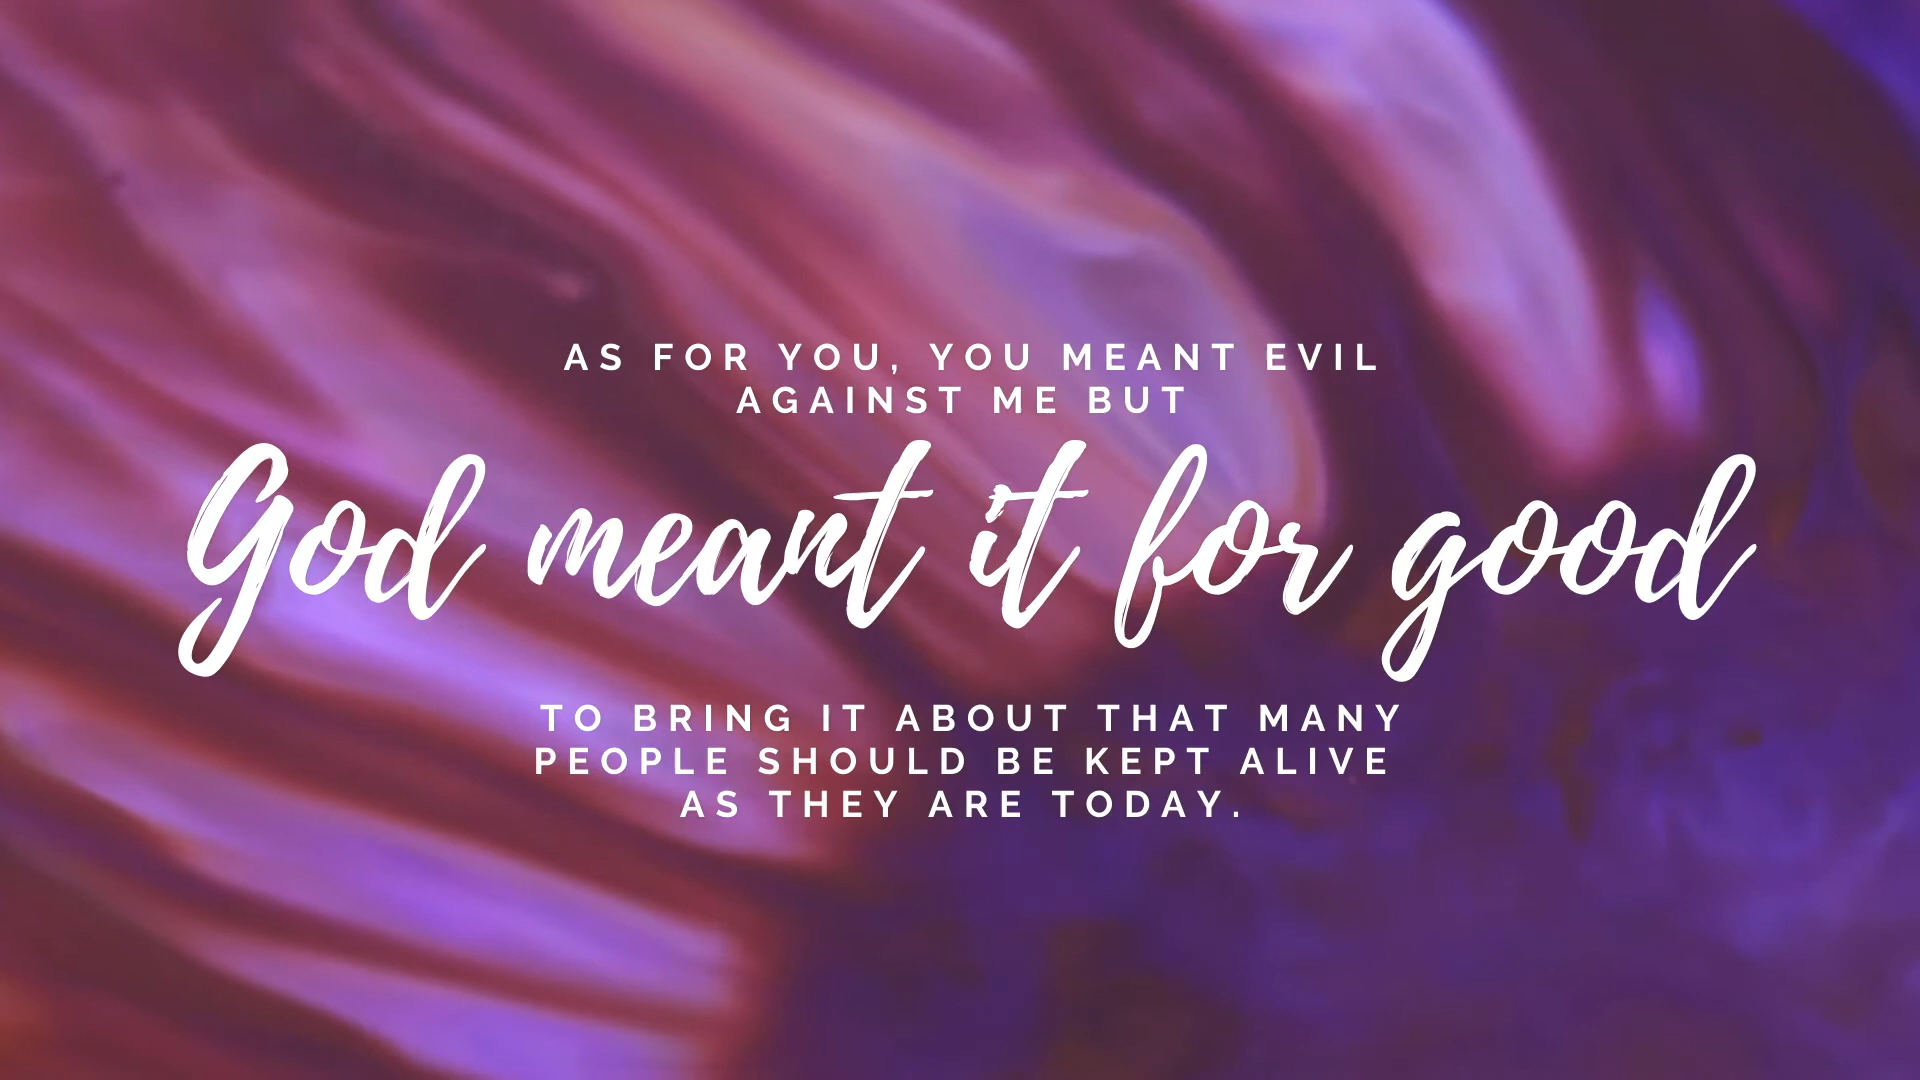 AS FOR YOU, YOU MEANT EVIL
AGAINST ME BUT
God meant it for good
TO BRING IT ABOUT THAT MANY
PEOPLE SHOULD BE KEPT ALIVE
AS THEY ARE TODAY.